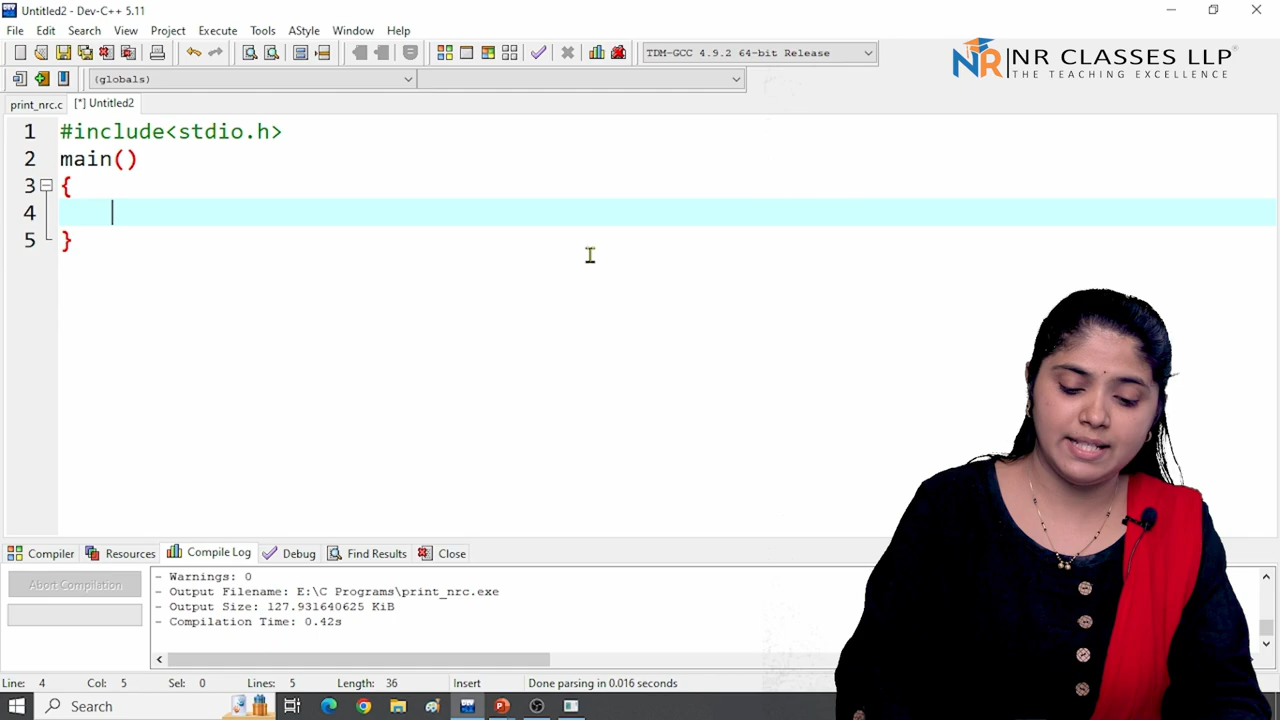 Untitled2 - Dev-C++ 5.11
File Edit Search View Project Execute Tools AStyle Window Help
TDM-GCC 4.9.2 64-bit Release
NR NR CLASSES LLP
THE TEACHING EXCELLENCE
(globals)
print_nrc.c [*] Untitled2
1 #include<stdio.h>
2 main()
3 {
4
5 }
Compiler Resources Compile Log Debug Find Results Close
Abort Compilation
- Warnings: 0
- Output Filename: E:\C Programs\print_nrc.exe
- Output Size: 127.931640625 KiB
- Compilation Time: 0.42s
Line: 4 Col: 5 Sel: 0 Lines: 5 Length: 36 Insert Done parsing in 0.016 seconds
Search